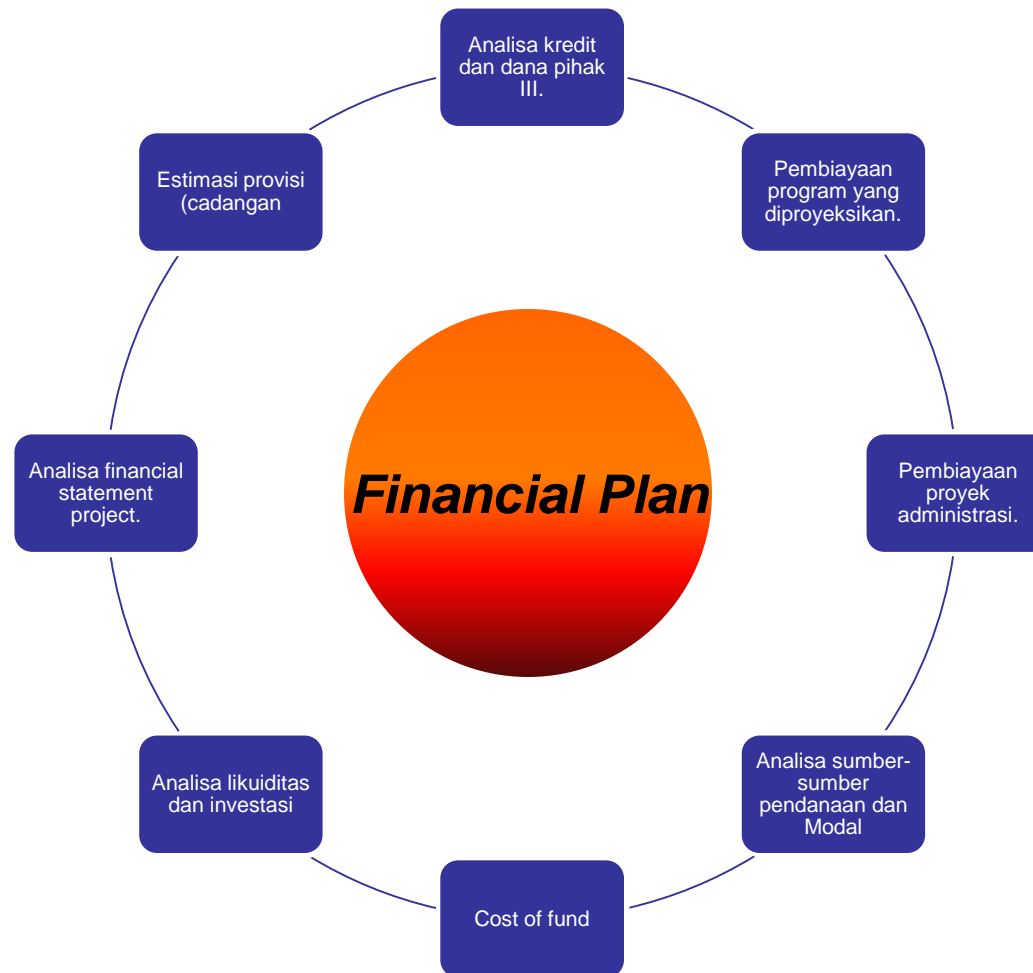 Analisa kredit
dan dana pihak
III.
Pembiayaan
program yang
diproyeksikan.
Pembiayaan
proyek
administrasi.
Analisa sumber-
sumber
pendanaan dan
Modal
Cost of fund
Analisa likuiditas
dan investasi
Analisa financial
statement
project.
Estimasi provisi
(cadangan
Financial Plan